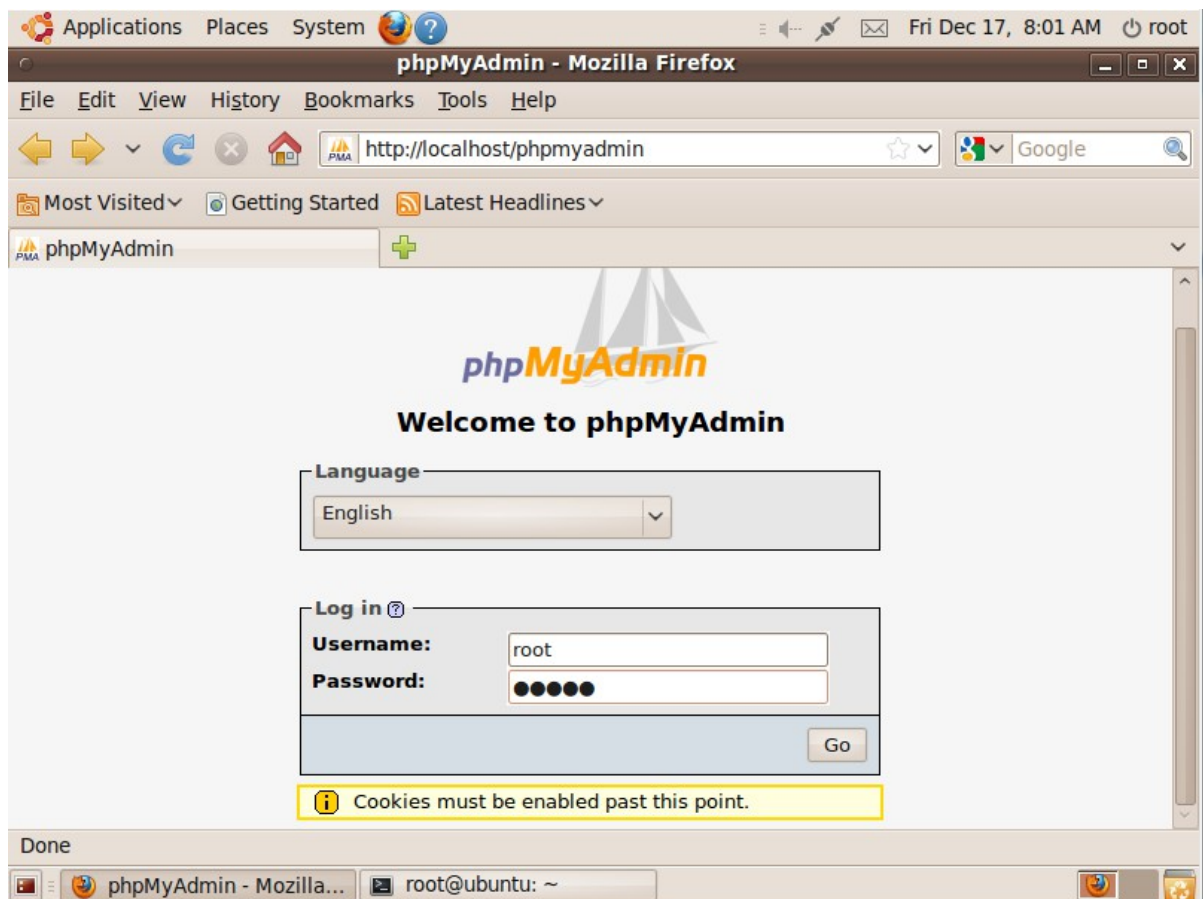 Applications Places System Fri Dec 17, 8:01 AM root
phpMyAdmin - Mozilla Firefox
File Edit View History Bookmarks Tools Help
PMA http://localhost/phpmyadmin Google
Most Visited Getting Started Latest Headlines
PMA phpMyAdmin
phpMyAdmin
Welcome to phpMyAdmin
Language
English
Log in ?
Username: root
Password: ●●●●●
Go
i Cookies must be enabled past this point.
Done
phpMyAdmin - Mozilla... root@ubuntu: ~